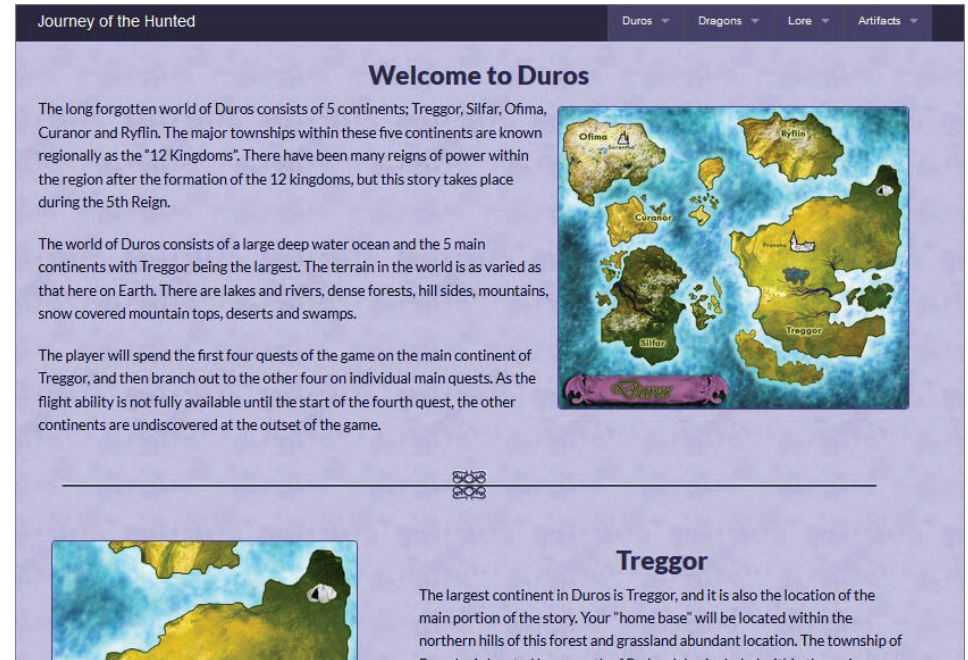 Journey of the Hunted
Duros Dragons Lore Artifacts
Welcome to Duros
The long forgotten world of Duros consists of 5 continents; Treggor, Silfar, Ofima,
Curanor and Ryflin. The major townships within these five continents are known
regionally as the "12 Kingdoms". There have been many reigns of power within
the region after the formation of the 12 kingdoms, but this story takes place
during the 5th Reign.
The world of Duros consists of a large deep water ocean and the 5 main
continents with Treggor being the largest. The terrain in the world is as varied as
that here on Earth. There are lakes and rivers, dense forests, hill sides, mountains,
snow covered mountain tops, deserts and swamps.
The player will spend the first four quests of the game on the main continent of
Treggor, and then branch out to the other four on individual main quests. As the
flight ability is not fully available until the start of the fourth quest, the other
continents are undiscovered at the outset of the game.
Ofima
Ryflin
Curanor
Treggor
Silfar
Duros
Treggor
The largest continent in Duros is Treggor, and it is also the location of the
main portion of the story. Your "home base" will be located within the
northern hills of this forest and grassland abundant location. The township of